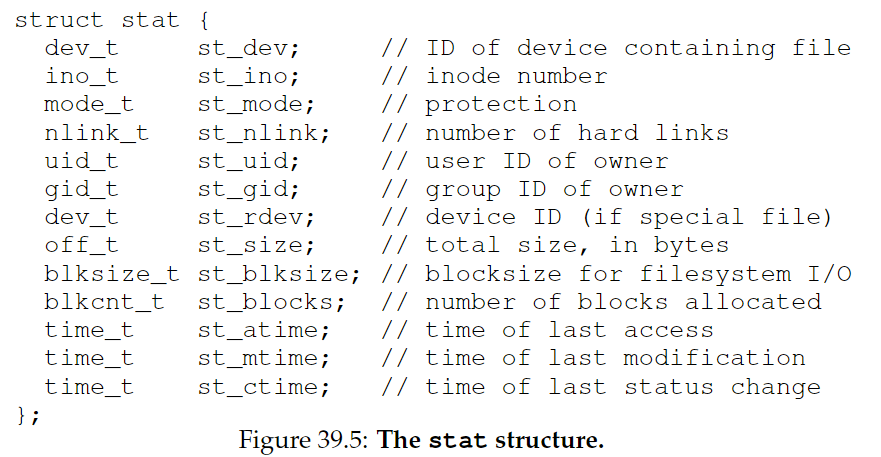 struct stat {
  dev_t     st_dev;     // ID of device containing file
  ino_t     st_ino;     // inode number
  mode_t    st_mode;    // protection
  nlink_t   st_nlink;   // number of hard links
  uid_t     st_uid;     // user ID of owner
  gid_t     st_gid;     // group ID of owner
  dev_t     st_rdev;    // device ID (if special file)
  off_t     st_size;    // total size, in bytes
  blksize_t st_blksize; // blocksize for filesystem I/O
  blkcnt_t  st_blocks;  // number of blocks allocated
  time_t    st_atime;   // time of last access
  time_t    st_mtime;   // time of last modification
  time_t    st_ctime;   // time of last status change
};
Figure 39.5: The stat structure.